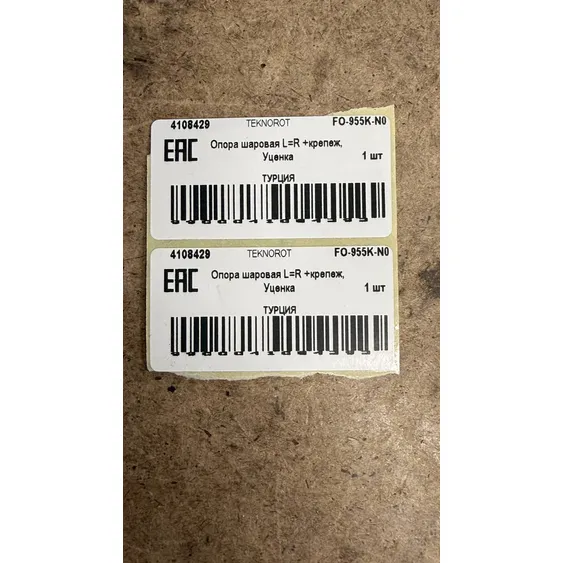 4108429 TEKNOROT FO-955K-N0
EAC Опора шаровая L=R +крепеж,
Уценка 1 шт
ТУРЦИЯ
4108429 TEKNOROT FO-955K-N0
EAC Опора шаровая L=R +крепеж,
Уценка 1 шт
ТУРЦИЯ